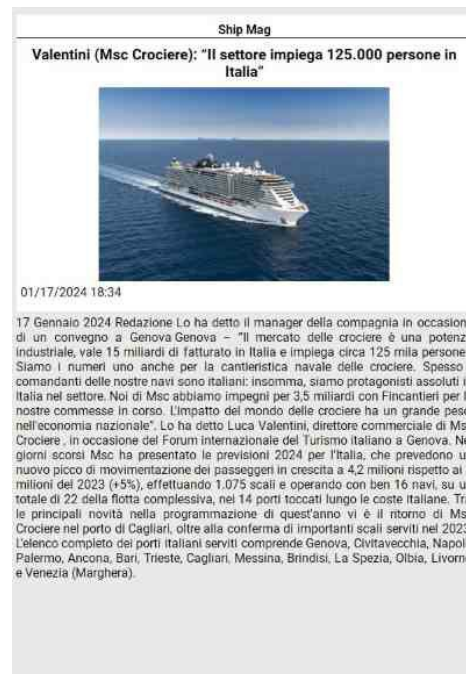 Ship Mag
Valentini (Msc Crociere): “Il settore impiega 125.000 persone in
Italia”
01/17/2024 18:34
17 Gennaio 2024 Redazione Lo ha detto il manager della compagnia in occasion
di un convegno a Genova Genova – “Il mercato delle crociere è una potenz
industriale, vale 15 miliardi di fatturato in Italia e impiega circa 125 mila persone
Siamo i numeri uno anche per la cantieristica navale delle crociere. Spesso
comandanti delle nostre navi sono italiani: insomma, siamo protagonisti assoluti i
Italia nel settore. Noi di Msc abbiamo impegni per 3,5 miliardi con Fincantieri per l
nostre commesse in corso. L'impatto del mondo delle crociere ha un grande pes
nell'economia nazionale”. Lo ha detto Luca Valentini, direttore commerciale di Ms
Crociere , in occasione del Forum internazionale del Turismo italiano a Genova. Ne
giorni scorsi Msc ha presentato le previsioni 2024 per l'Italia, che prevedono u
nuovo picco di movimentazione dei passeggeri in crescita a 4,2 milioni rispetto ai
milioni del 2023 (+5%), effettuando 1.075 scali e operando con ben 16 navi, su u
totale di 22 della flotta complessiva, nei 14 porti toccati lungo le coste italiane. Tr
le principali novità nella programmazione di quest'anno vi è il ritorno di Ms
Crociere nel porto di Cagliari, oltre alla conferma di importanti scali serviti nel 2023
L'elenco completo dei porti italiani serviti comprende Genova, Civitavecchia, Napol
Palermo, Ancona, Bari, Trieste, Cagliari, Messina, Brindisi, La Spezia, Olbia, Livorn
e Venezia (Marghera).